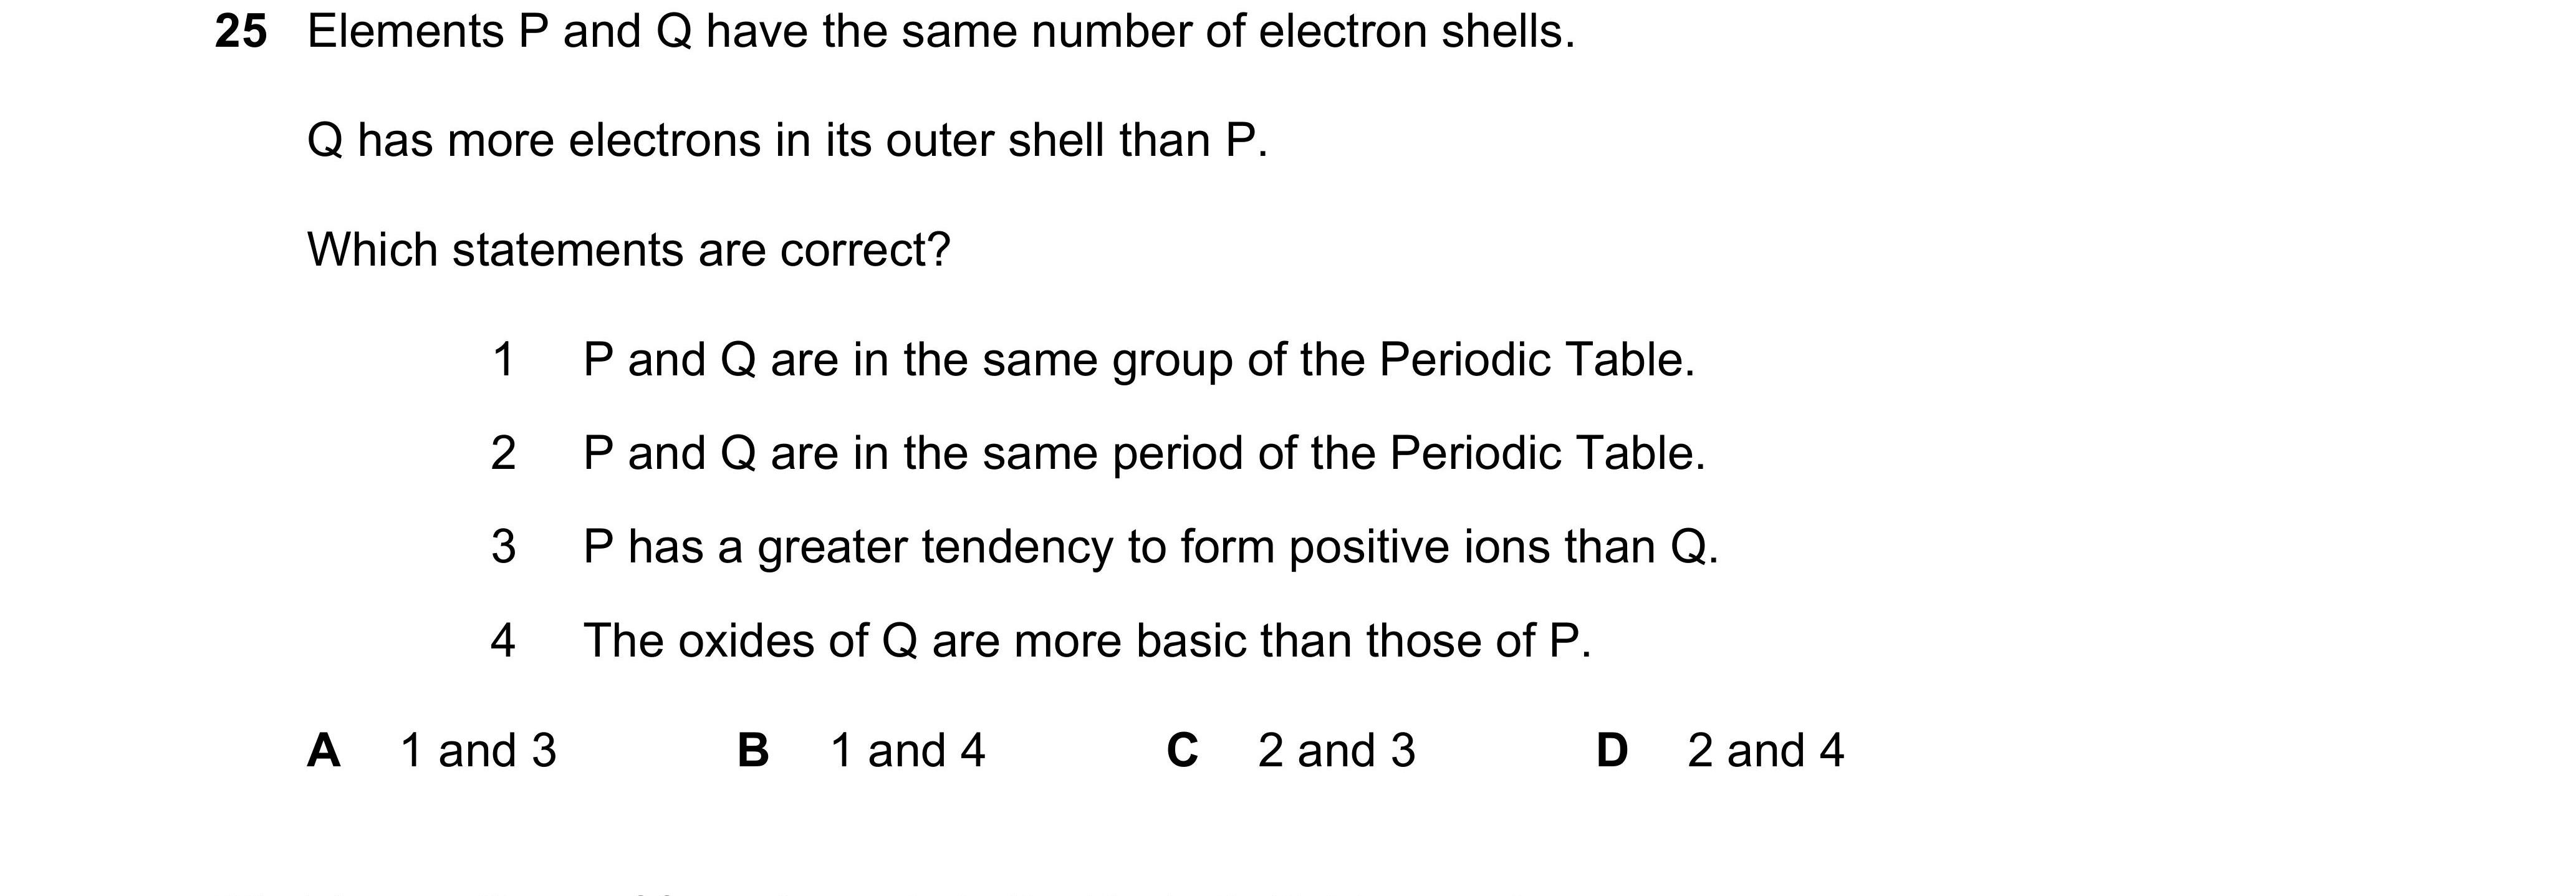 25 Elements P and Q have the same number of electron shells.
Q has more electrons in its outer shell than P.
Which statements are correct?
1 P and Q are in the same group of the Periodic Table.
2 P and Q are in the same period of the Periodic Table.
3 P has a greater tendency to form positive ions than Q.
4 The oxides of Q are more basic than those of P.
A 1 and 3 B 1 and 4 C 2 and 3 D 2 and 4